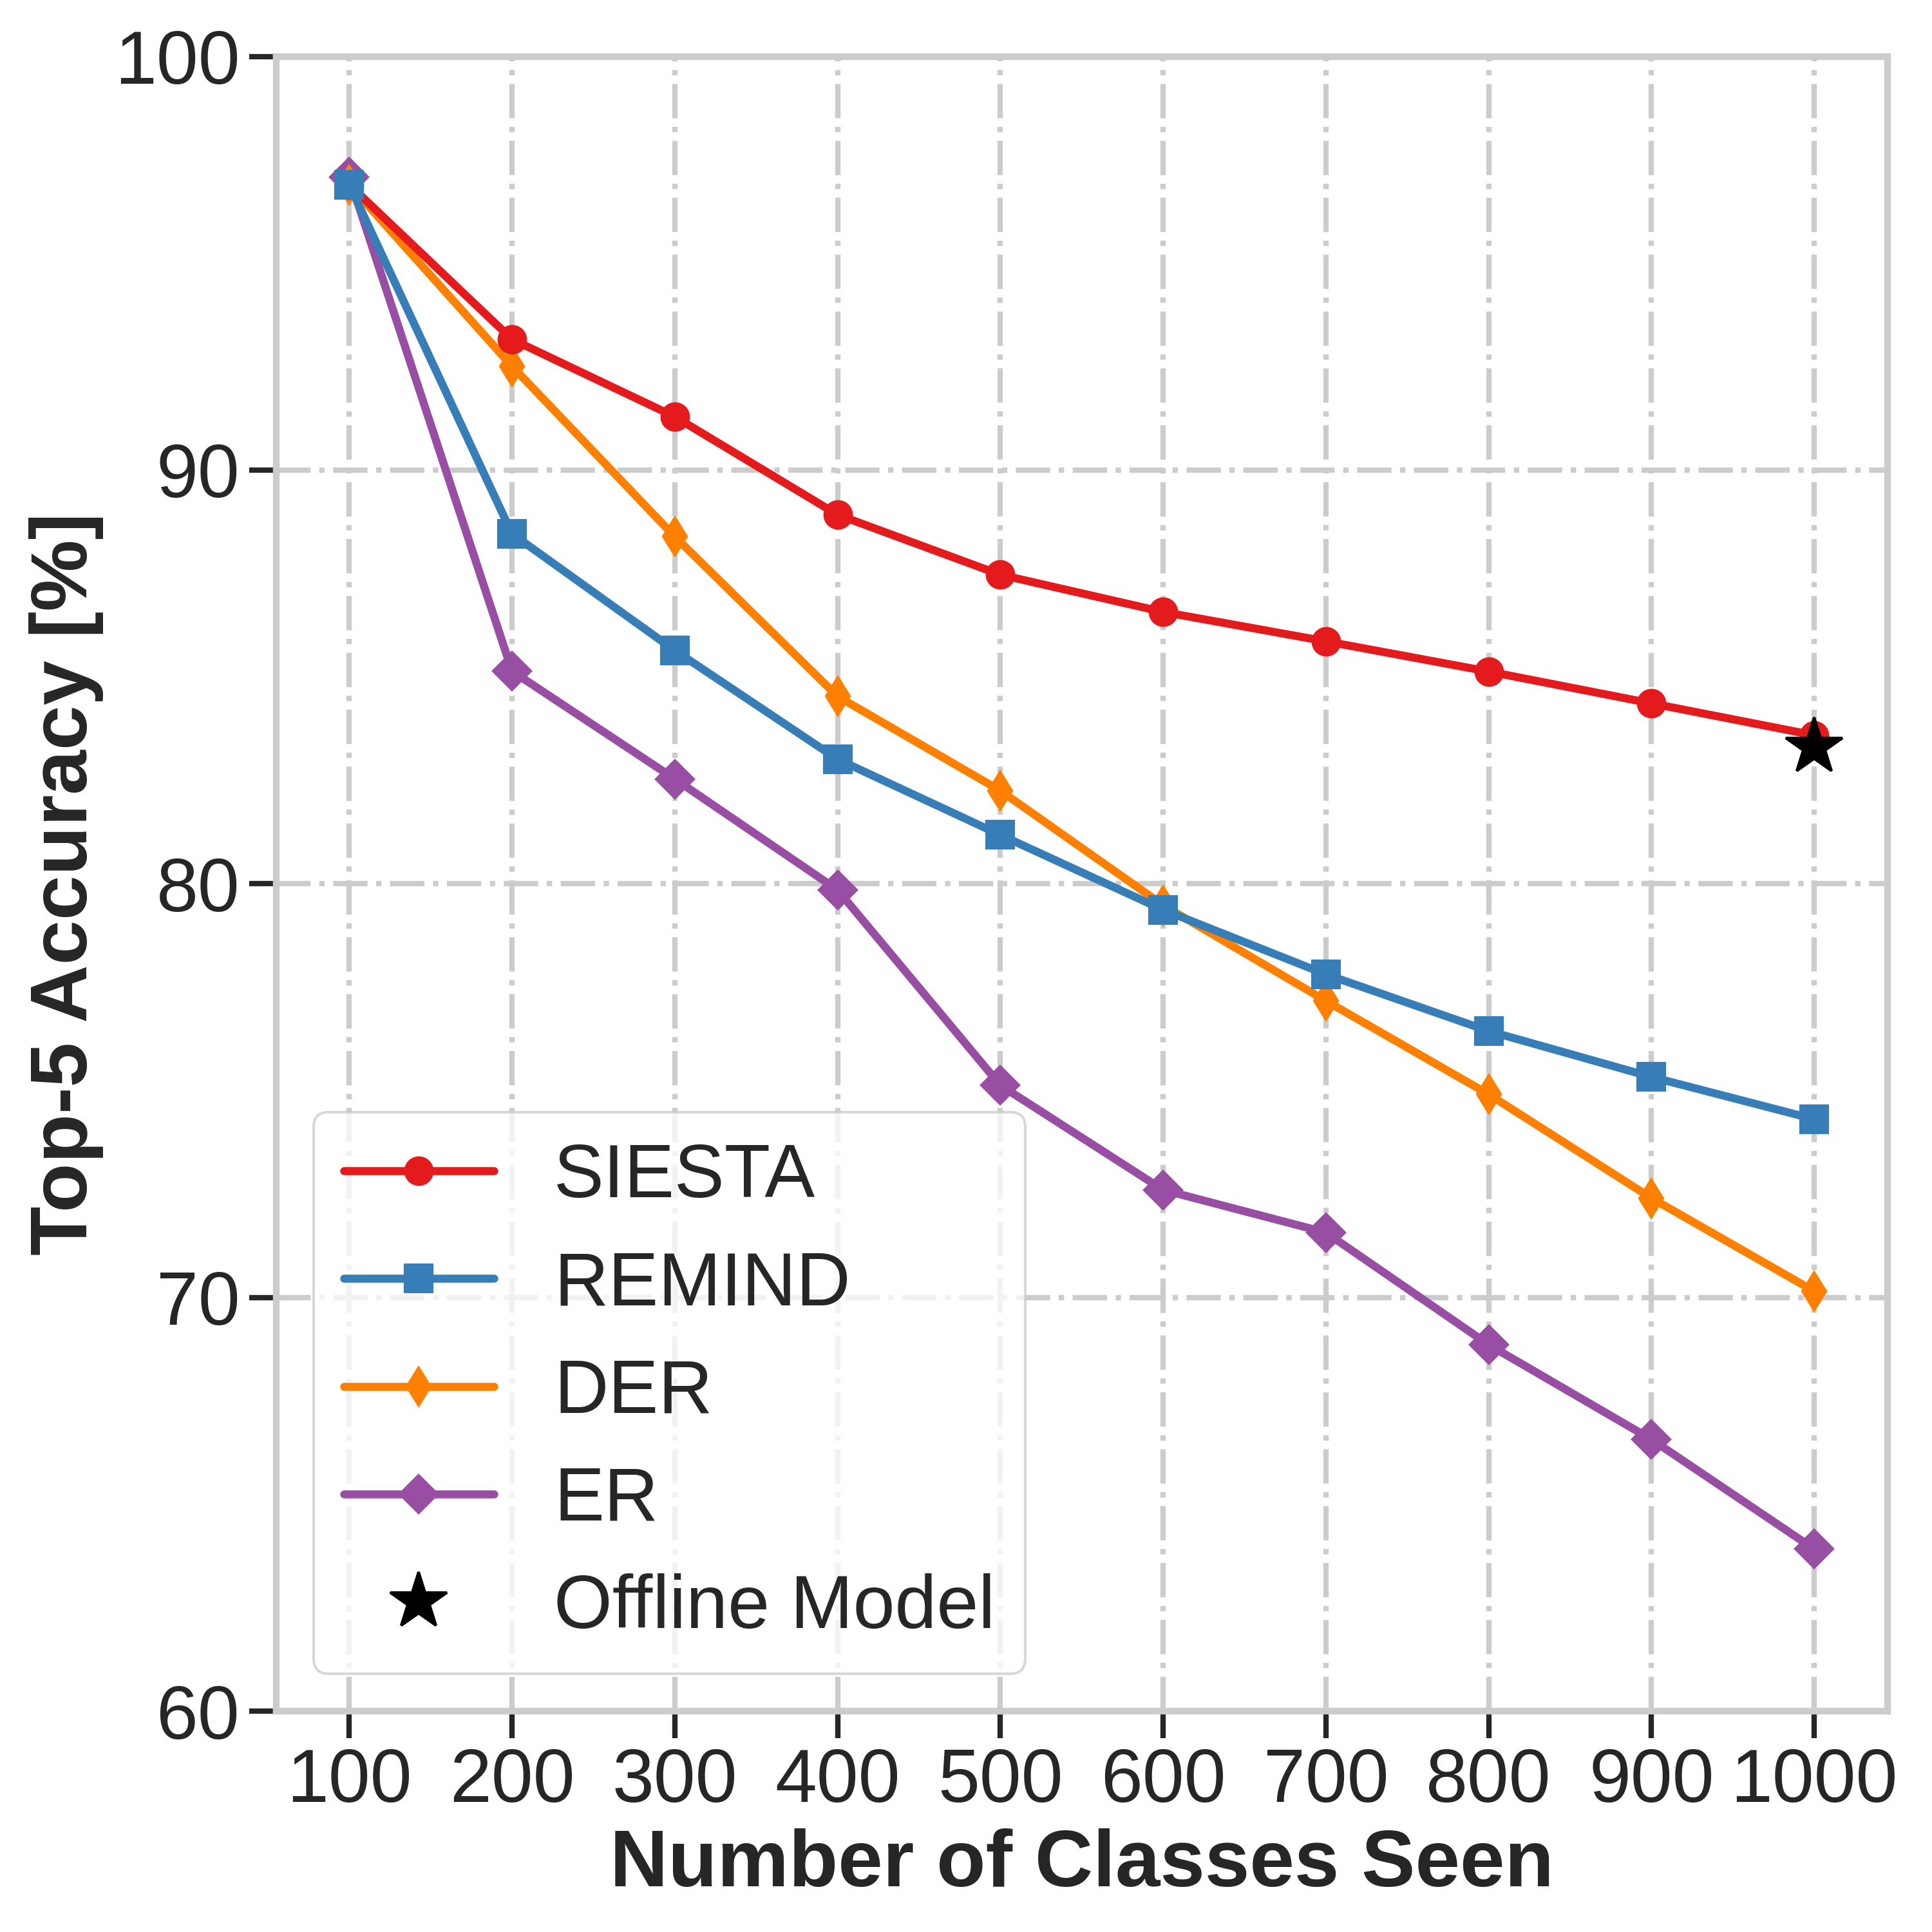 100
90
80
70
60
Top-5 Accuracy [%]
SIESTA
REMIND
DER
ER
Offline Model
100 200 300 400 500 600 700 800 900 1000
Number of Classes Seen